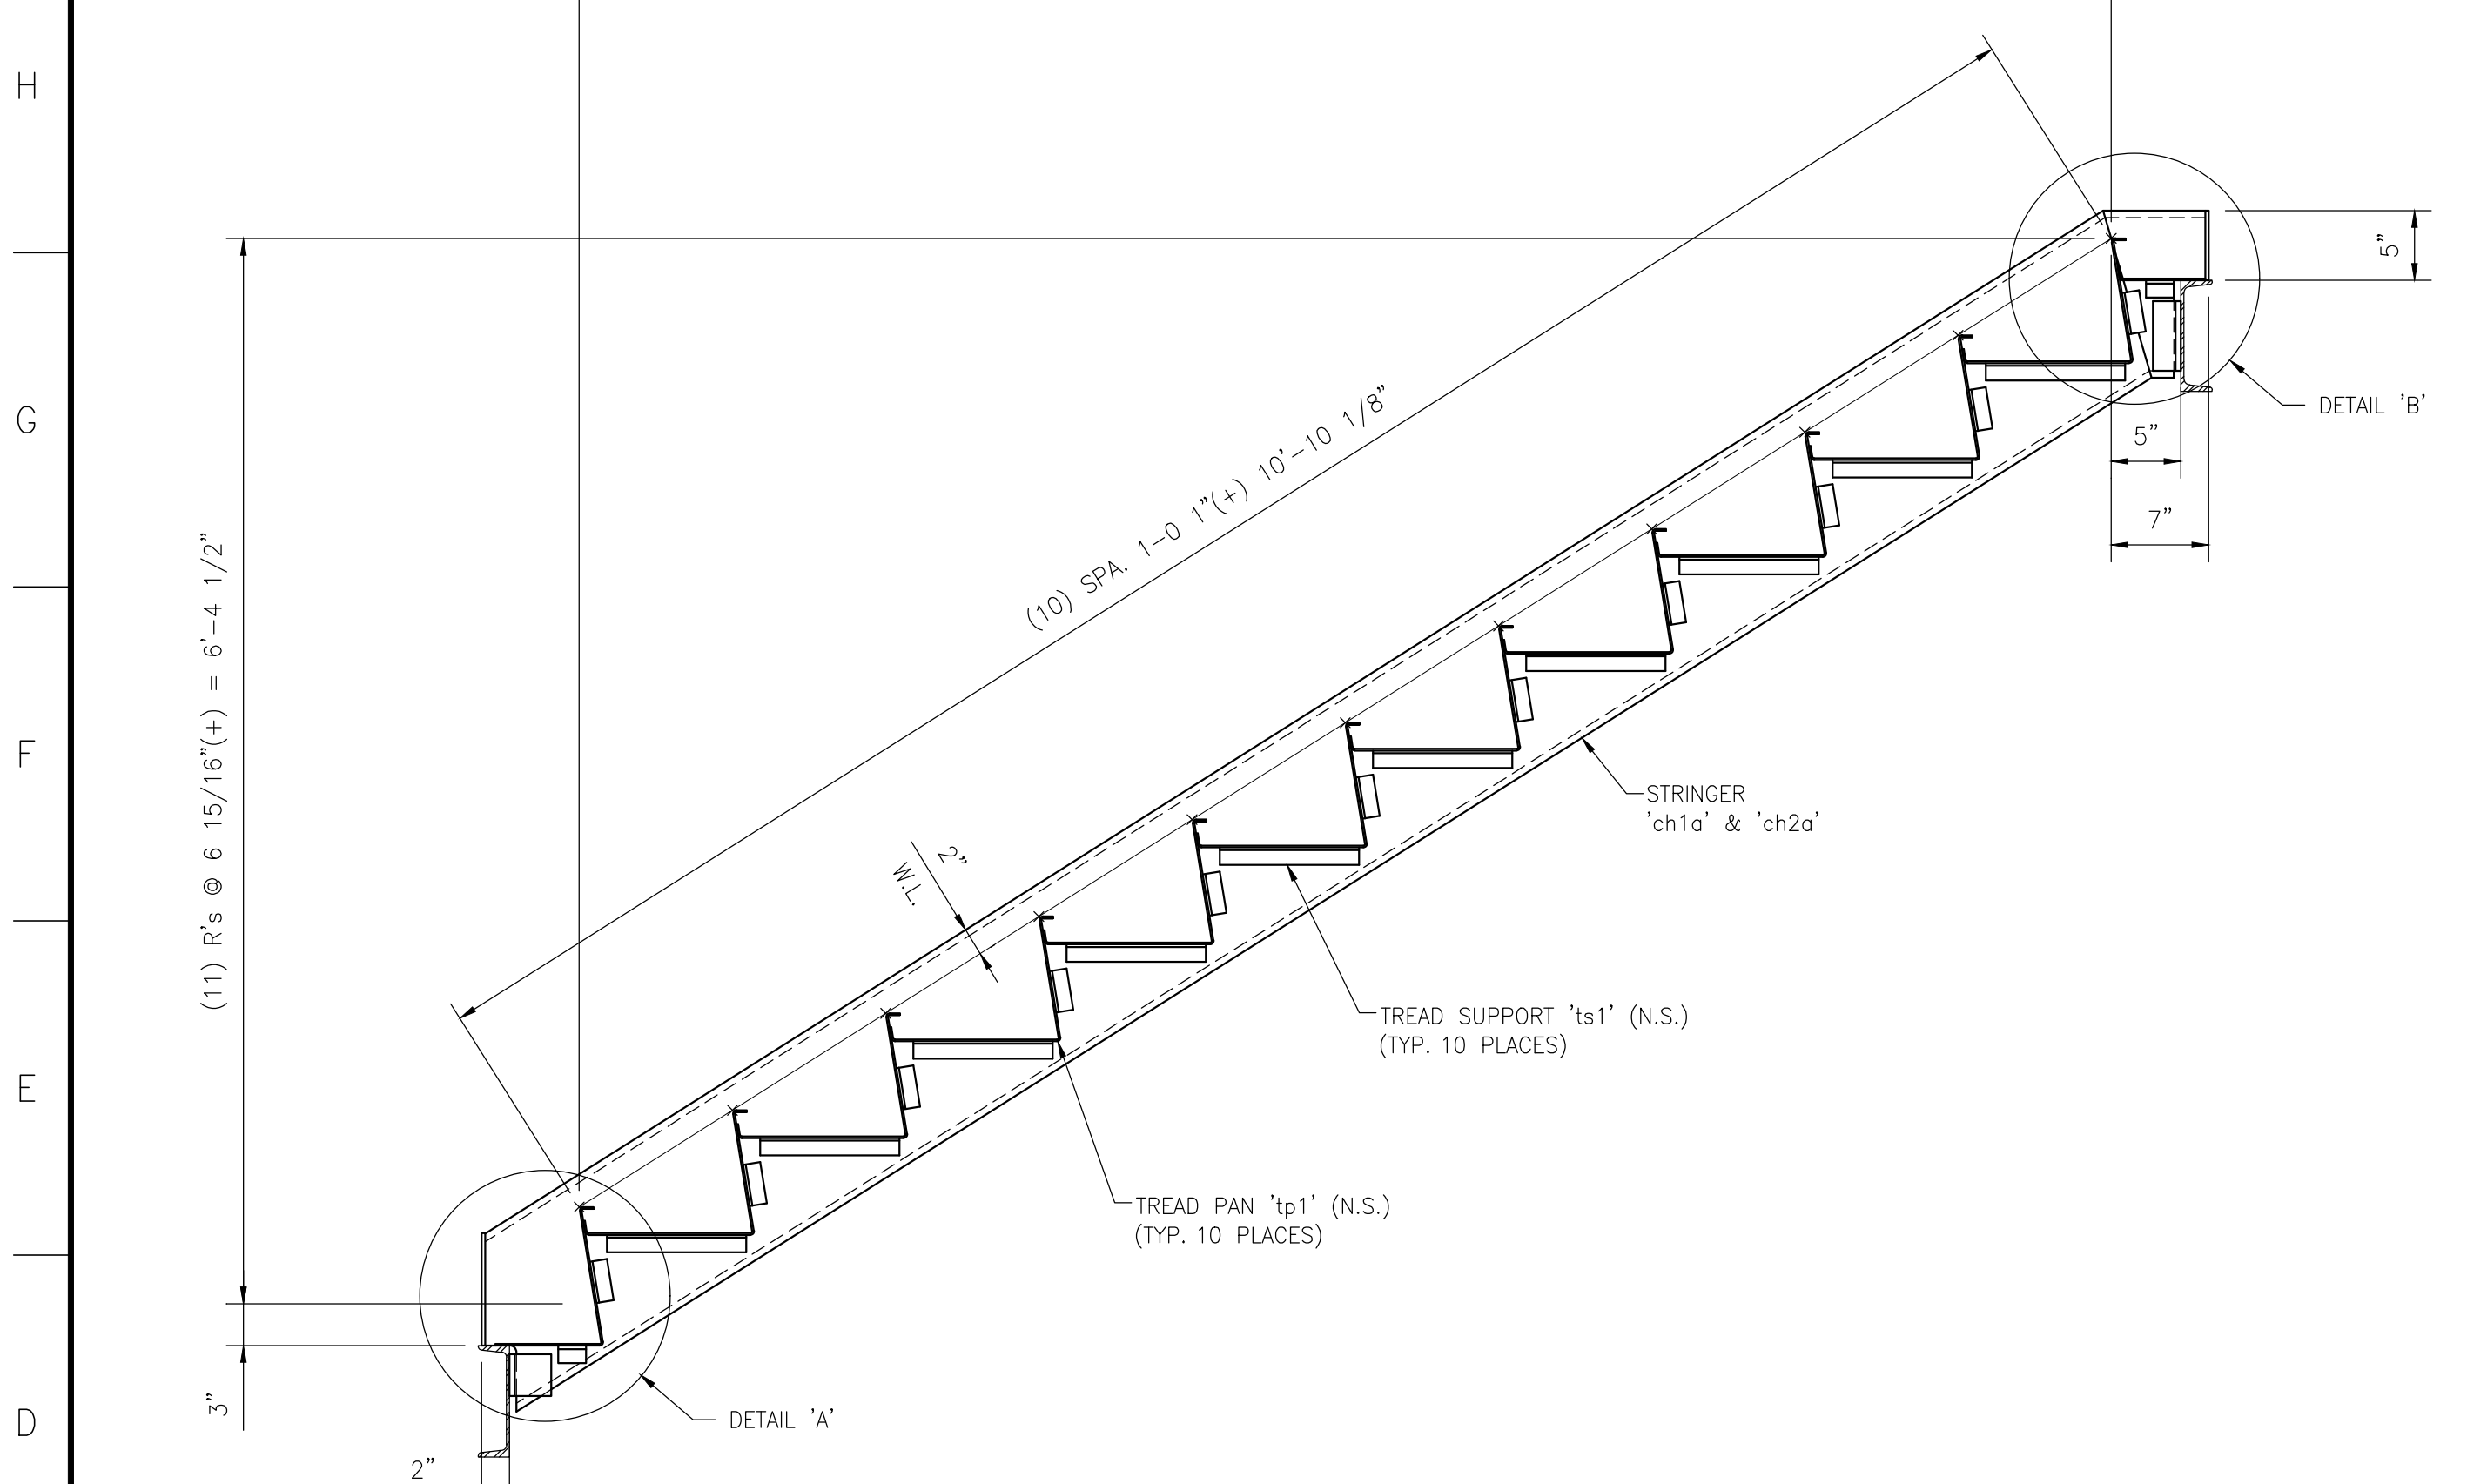 H
5”
DETAIL 'B'
G
(10) SPA. 1-0 1”(+) 10'-10 1/8”
5”
7”
(11) R's @ 6 15/16”(+) = 6'-4 1/2”
F
STRINGER
'ch1a' & 'ch2a'
2”
W.L.
TREAD SUPPORT 'ts1' (N.S.)
(TYP. 10 PLACES)
E
TREAD PAN 'tp1' (N.S.)
(TYP. 10 PLACES)
3”
D
DETAIL 'A'
2”